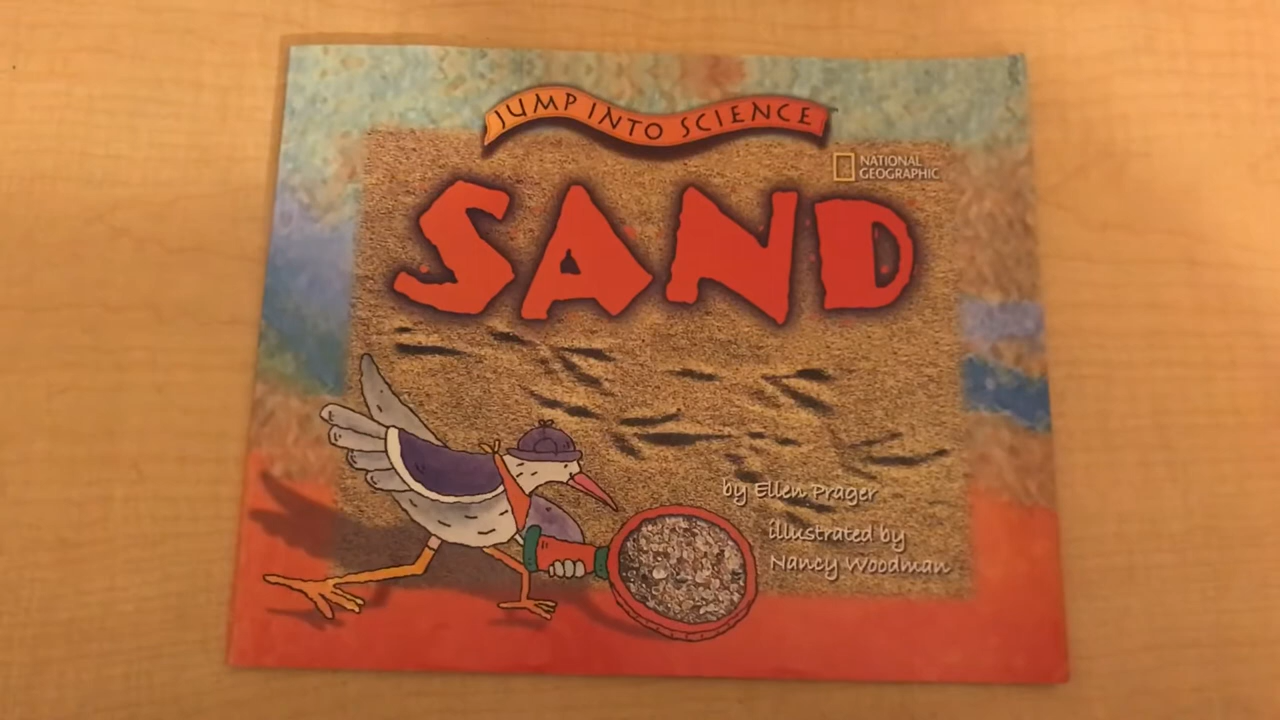 JUMP INTO SCIENCE
NATIONAL
GEOGRAPHIC
SAND
by Ellen Prager
illustrated by
Nancy Woodman